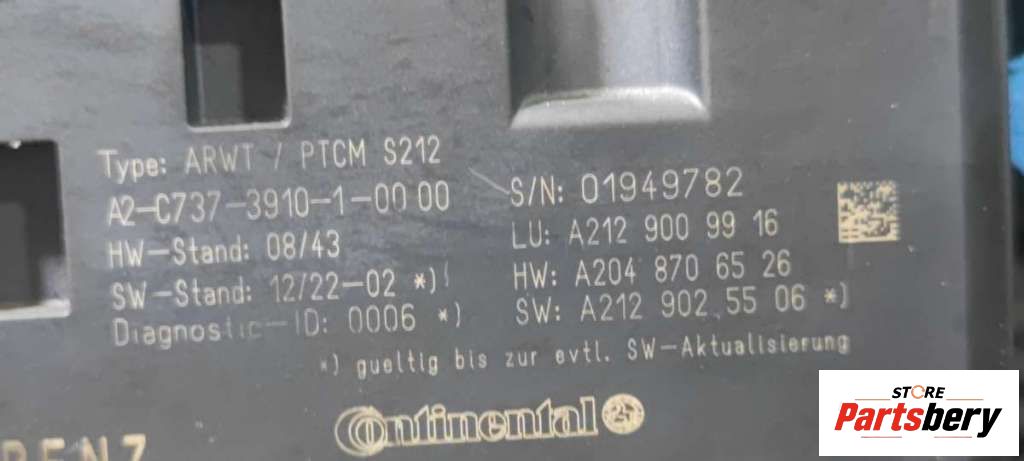 Type: ARWT / PTCM S212
A2-C737-3910-1-00 00
HW-Stand: 08/43
SW-Stand: 12/22-02 *)
Diagnostic-ID: 0006 *)
S/N: 01949782
LU: A212 900 99 16
HW: A204 870 65 26
SW: A212 902 55 06 *)
*) gueltig bis zur evtl. SW-Aktualisierung
Continental
BENZ
STORE
Partsbery